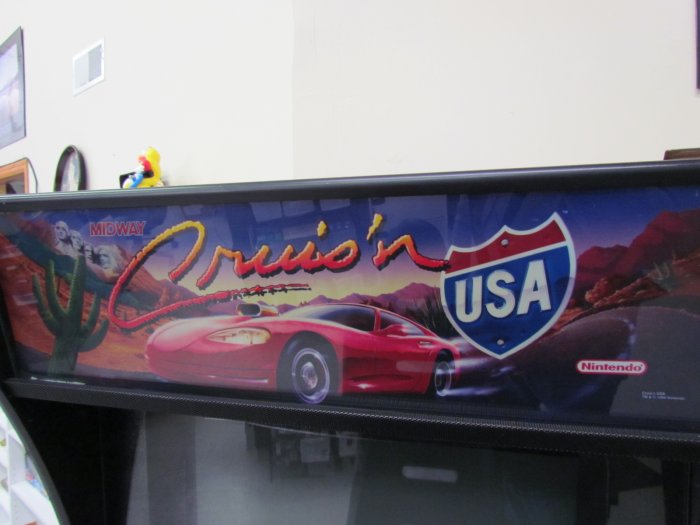 MIDWAY
Cruis'n
USA
Nintendo